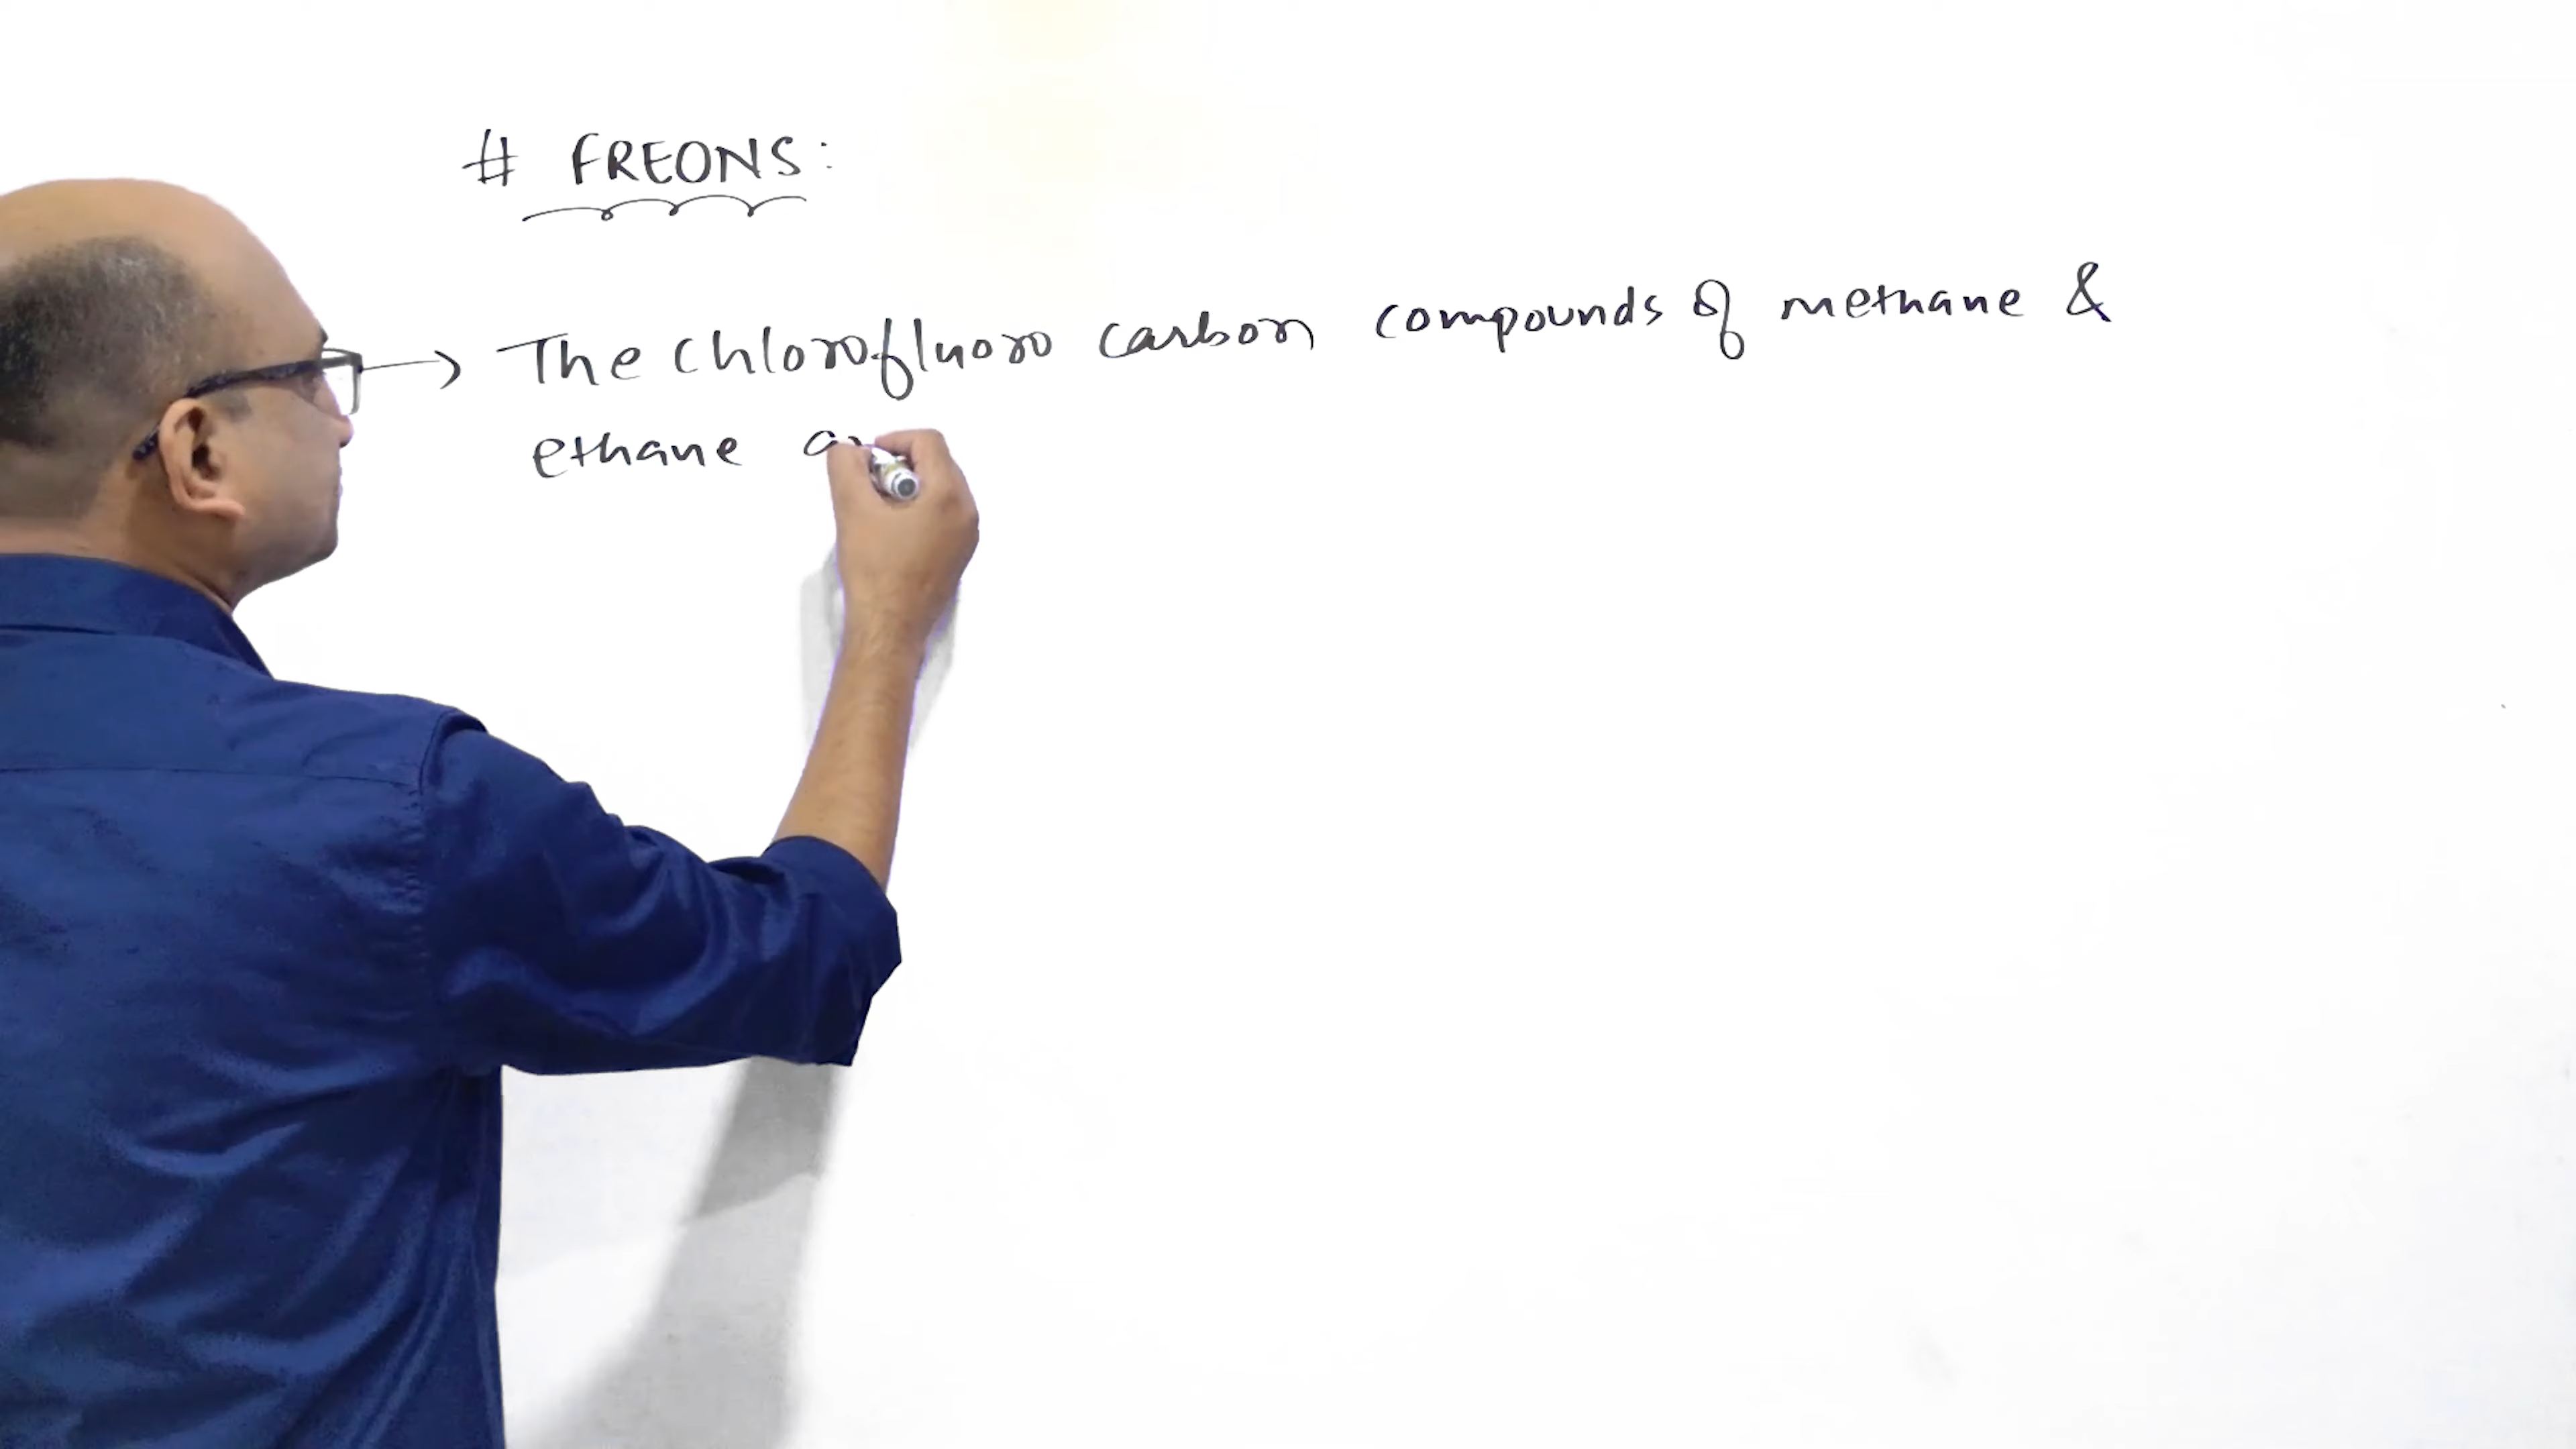 # FREONS:
→ The chlorofluoro carbon compounds of methane &
ethane